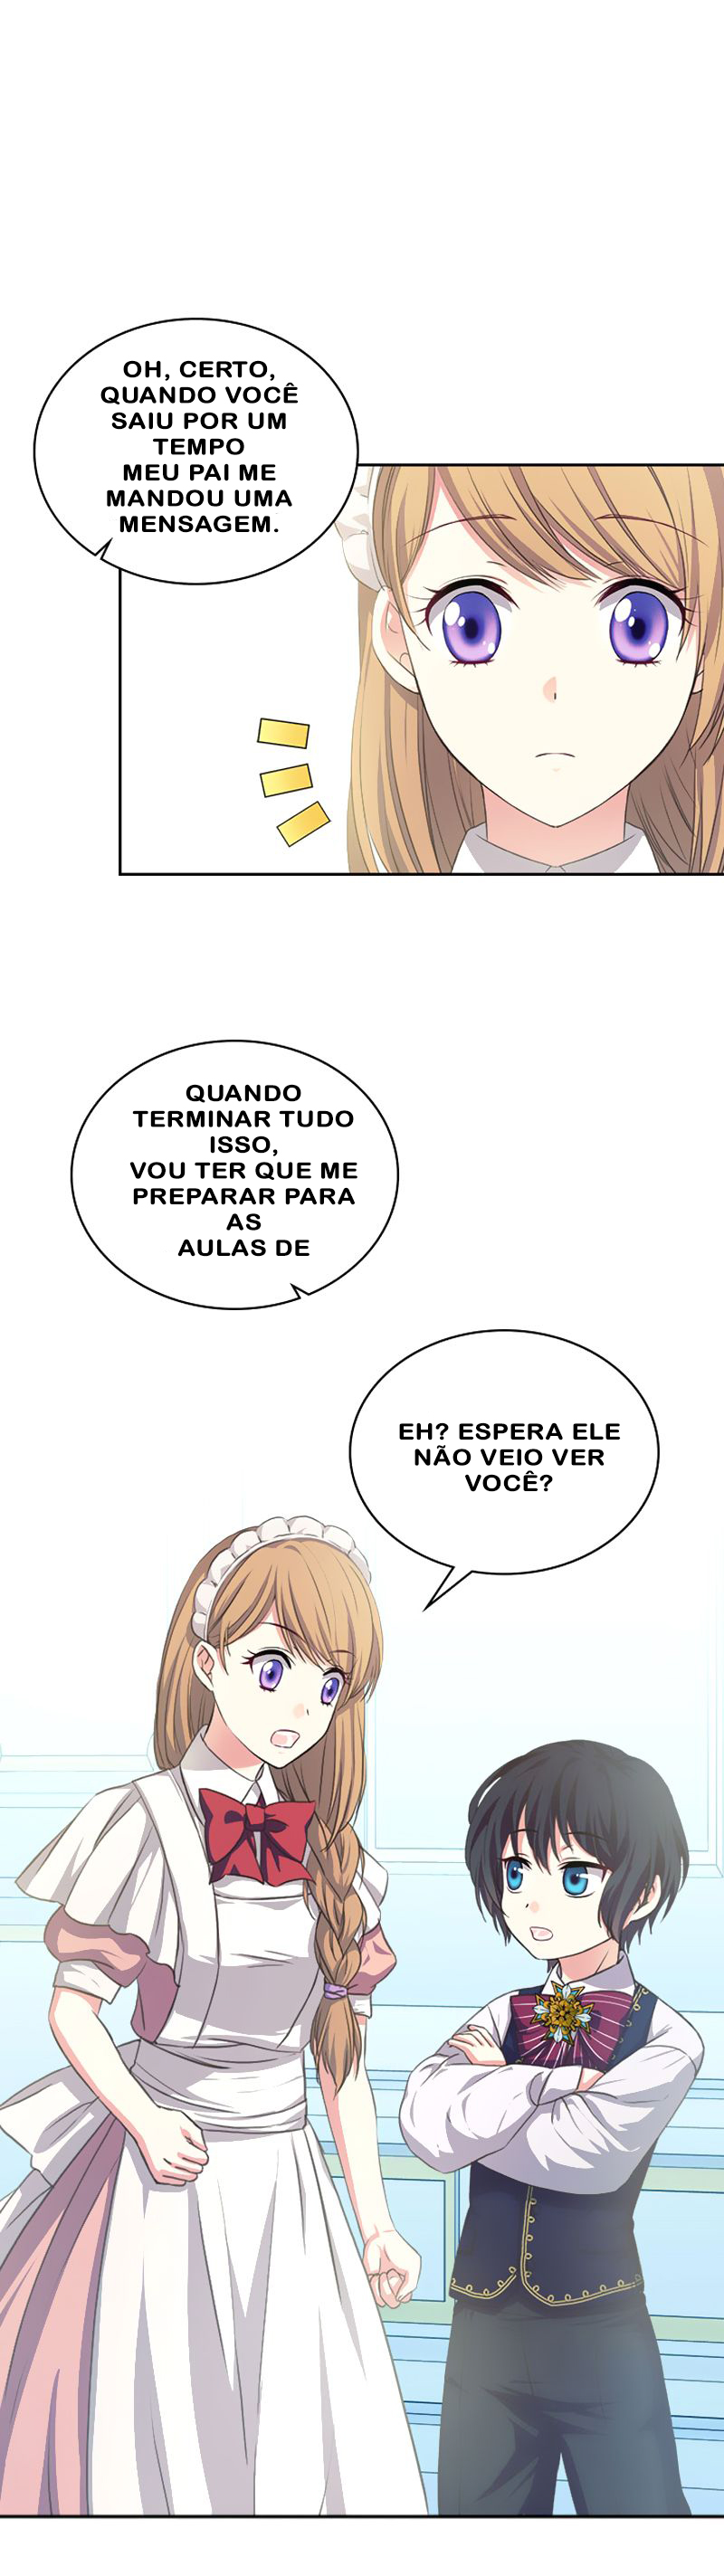 OH, CERTO,
QUANDO VOCÊ
SAIU POR UM
TEMPO
MEU PAI ME
MANDOU UMA
MENSAGEM.
QUANDO
TERMINAR TUDO
ISSO,
VOU TER QUE ME
PREPARAR PARA
AS
AULAS DE
EH? ESPERA ELE
NÃO VEIO VER
VOCÊ?